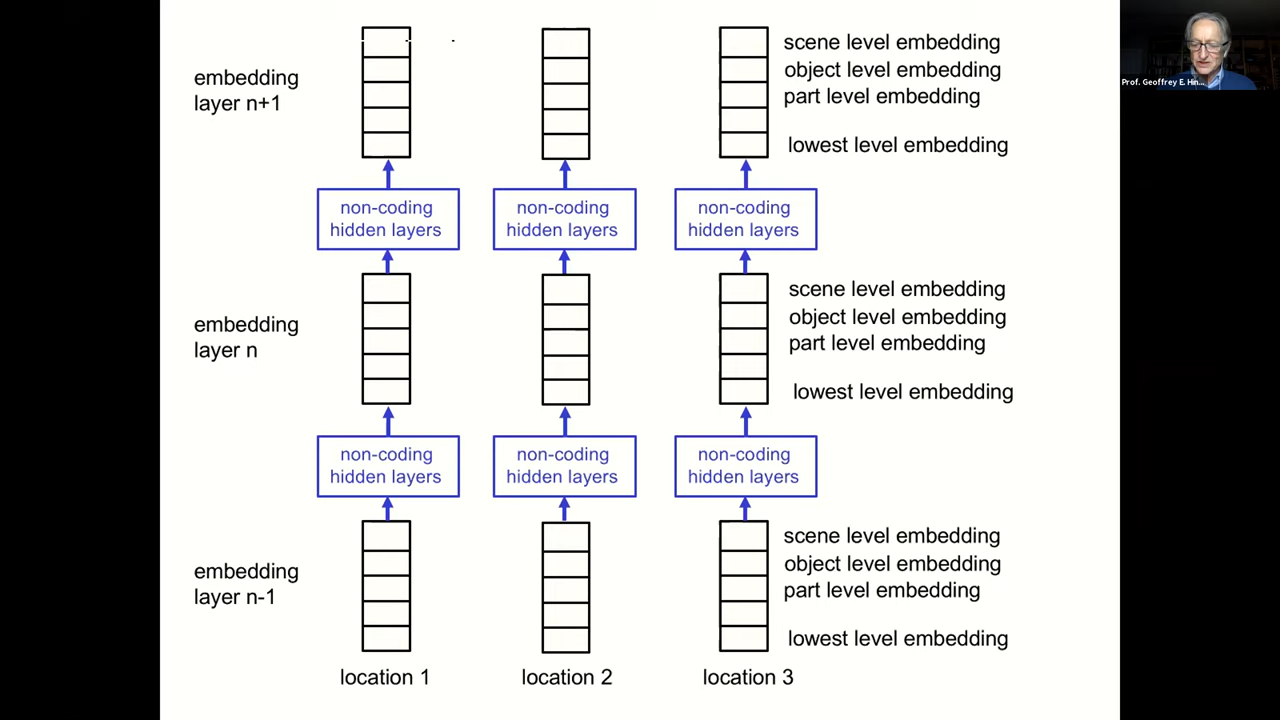 scene level embedding
object level embedding
part level embedding
lowest level embedding
embedding
layer n+1
non-coding
hidden layers
non-coding
hidden layers
non-coding
hidden layers
scene level embedding
object level embedding
part level embedding
lowest level embedding
embedding
layer n
non-coding
hidden layers
non-coding
hidden layers
non-coding
hidden layers
scene level embedding
object level embedding
part level embedding
lowest level embedding
embedding
layer n-1
location 1
location 2
location 3
Prof. Geoffrey E. Hin...